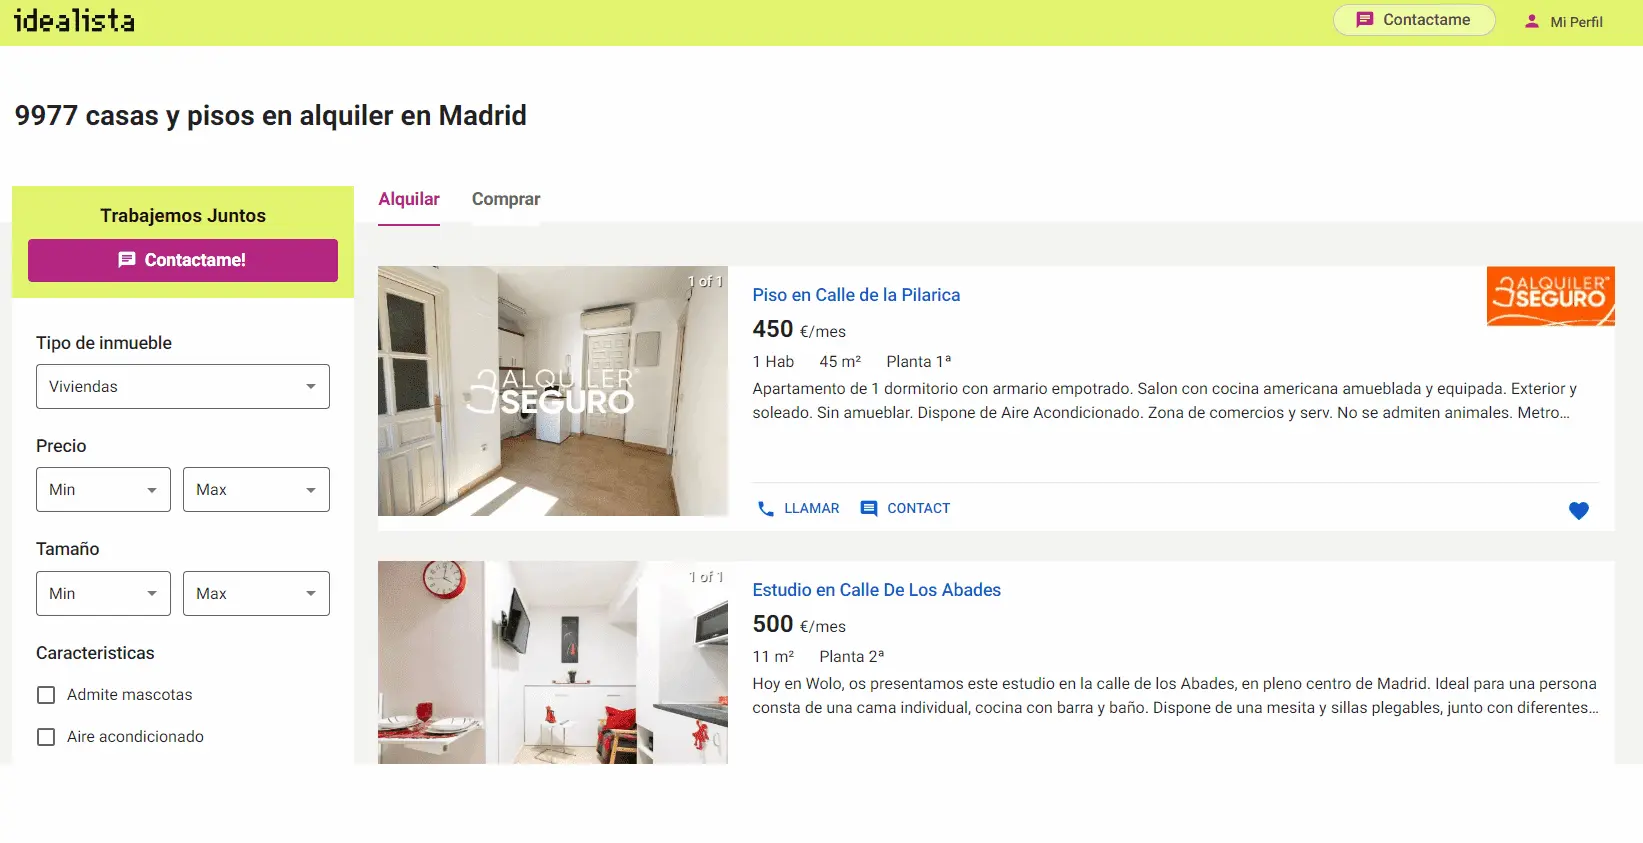 idealista
Contactame
Mi Perfil
9977 casas y pisos en alquiler en Madrid
Trabajemos Juntos
Contactame!
Alquilar
Comprar
Tipo de inmueble
Viviendas
Precio
Min
Max
Tamaño
Min
Max
Caracteristicas
Admite mascotas
Aire acondicionado
1 of 1
ALQUILER
SEGURO
Piso en Calle de la Pilarica
450 €/mes
1 Hab 45 m² Planta 1ª
Apartamento de 1 dormitorio con armario empotrado. Salon con cocina americana amueblada y equipada. Exterior y
soleado. Sin amueblar. Dispone de Aire Acondicionado. Zona de comercios y serv. No se admiten animales. Metro...
LLAMAR
CONTACT
ALQUILER
SEGURO
1 of 1
Estudio en Calle De Los Abades
500 €/mes
11 m² Planta 2ª
Hoy en Wolo, os presentamos este estudio en la calle de los Abades, en pleno centro de Madrid. Ideal para una persona
consta de una cama individual, cocina con barra y baño. Dispone de una mesita y sillas plegables, junto con diferentes...